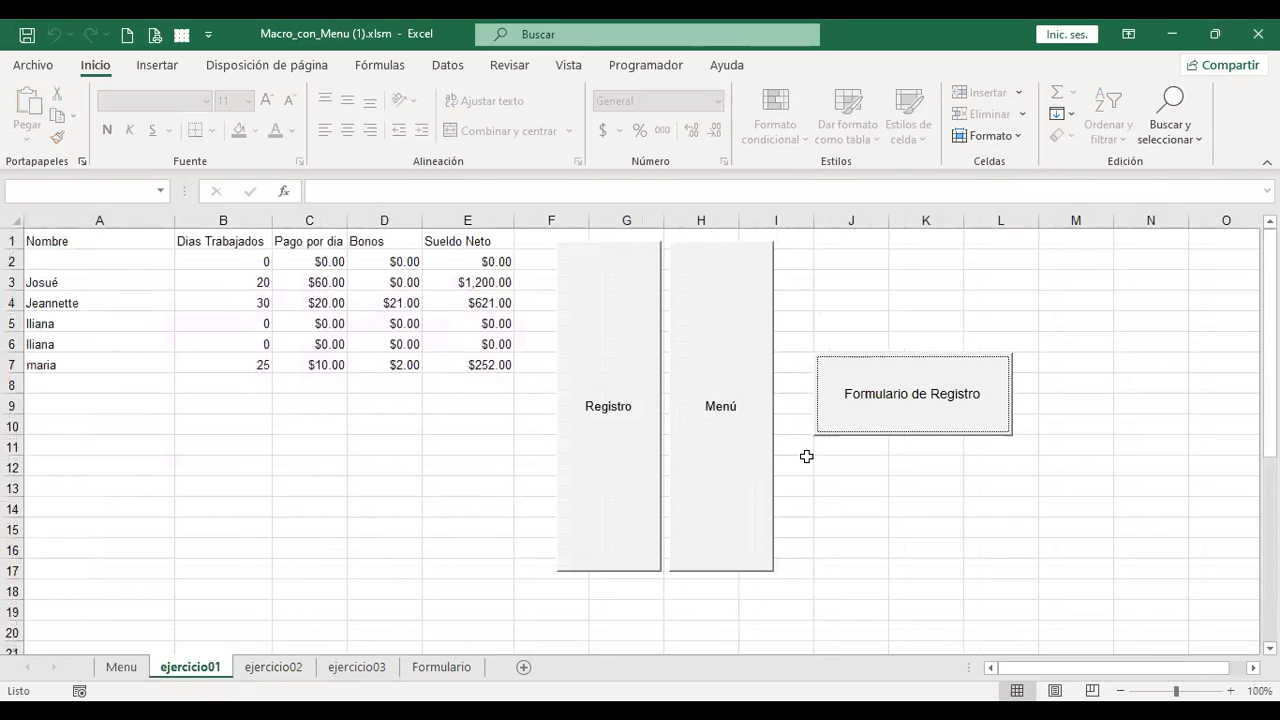 Macro_con_Menu (1).xlsm - Excel
Buscar
Inic. ses.
Archivo
Inicio
Insertar
Disposición de página
Fórmulas
Datos
Revisar
Vista
Programador
Ayuda
Compartir
Pegar
11
N K S
Ajustar texto
Combinar y centrar
General
$ % 000
Formato condicional
Dar formato como tabla
Estilos de celda
Insertar
Eliminar
Formato
Ordenar y filtrar
Buscar y seleccionar
Portapapeles
Fuente
Alineación
Número
Estilos
Celdas
Edición
fx
A B C D E F G H I J K L M N O
1 Nombre Dias Trabajados Pago por dia Bonos Sueldo Neto
2 0 $0.00 $0.00 $0.00
3 Josué 20 $60.00 $0.00 $1,200.00
4 Jeannette 30 $20.00 $21.00 $621.00
5 Iliana 0 $0.00 $0.00 $0.00
6 Iliana 0 $0.00 $0.00 $0.00
7 maria 25 $10.00 $2.00 $252.00
8
9
10
11
12
13
14
15
16
17
18
19
20
21
Registro
Menú
Formulario de Registro
Menu
ejercicio01
ejercicio02
ejercicio03
Formulario
Listo
100%